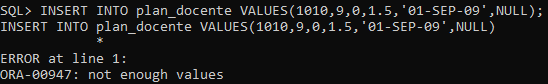 SQL> INSERT INTO plan_docente VALUES(1010,9,0,1.5,'01-SEP-09',NULL);
INSERT INTO plan_docente VALUES(1010,9,0,1.5,'01-SEP-09',NULL)
            *
ERROR at line 1:
ORA-00947: not enough values